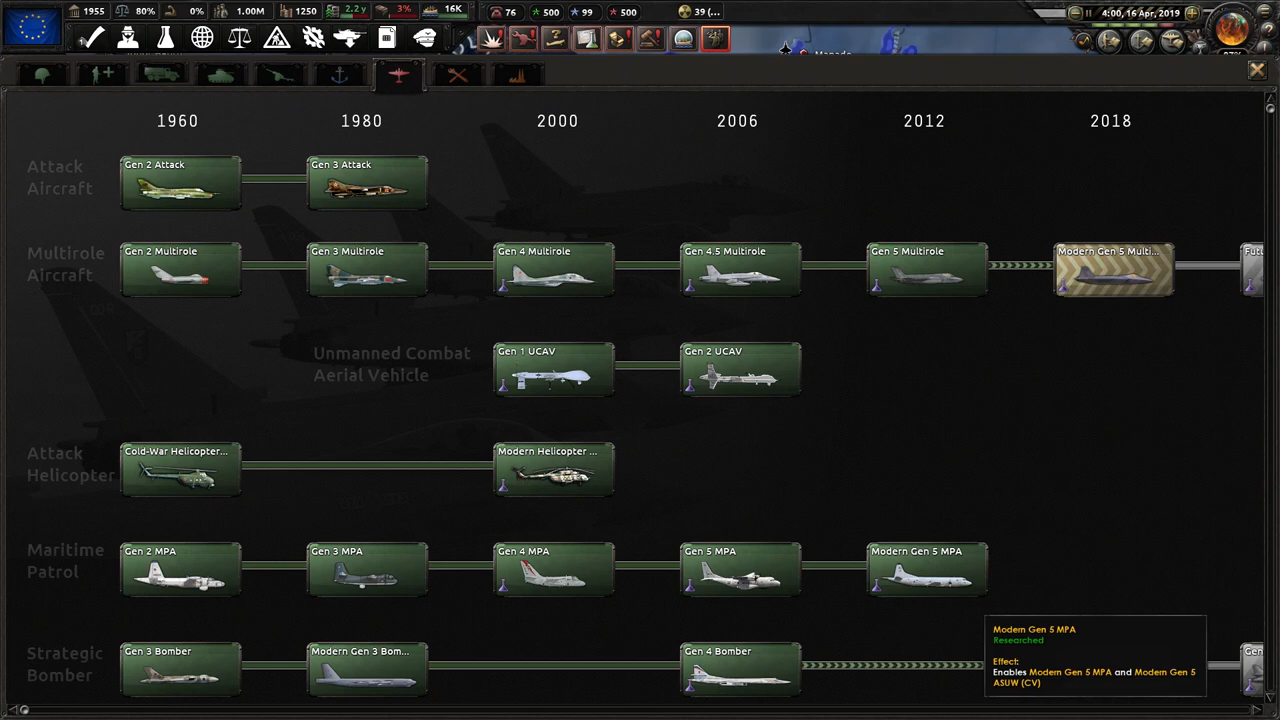 1955 80% 0% 1.00M 1250 2.2 y 3% 16K 76 500 99 500 39 (... 4:00, 16 Apr, 2019
1960 1980 2000 2006 2012 2018
Attack Aircraft
Gen 2 Attack Gen 3 Attack
Multirole Aircraft
Gen 2 Multirole Gen 3 Multirole Gen 4 Multirole Gen 4.5 Multirole Gen 5 Multirole Modern Gen 5 Multi...
Unmanned Combat
Aerial Vehicle
Gen 1 UCAV Gen 2 UCAV
Attack Helicopter
Cold-War Helicopter... Modern Helicopter ...
Maritime Patrol
Gen 2 MPA Gen 3 MPA Gen 4 MPA Gen 5 MPA Modern Gen 5 MPA
Strategic Bomber
Gen 3 Bomber Modern Gen 3 Bom... Gen 4 Bomber Gen
Modern Gen 5 MPA
Researched
Effect:
Enables Modern Gen 5 MPA and Modern Gen 5
ASUW (CV)